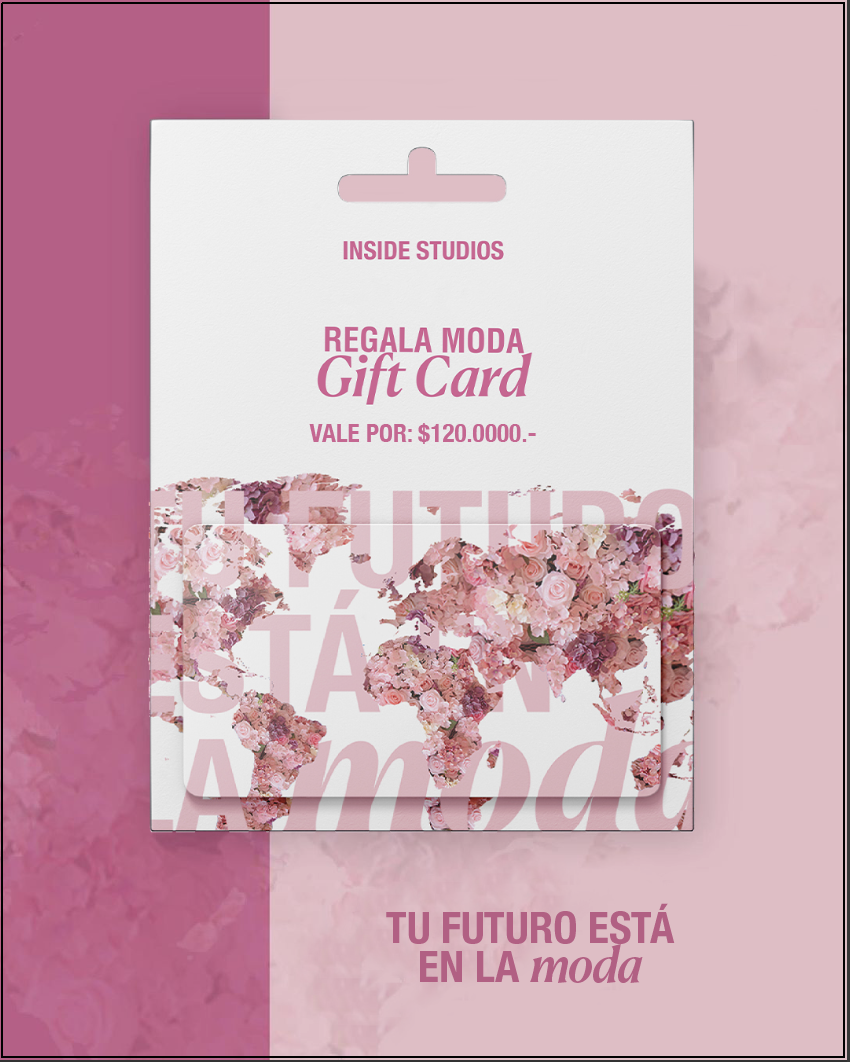 INSIDE STUDIOS
REGALA MODA
Gift Card
VALE POR: $120.0000.-
TU FUTURO
ESTÁ EN
LA moda
TU FUTURO ESTÁ
EN LA moda